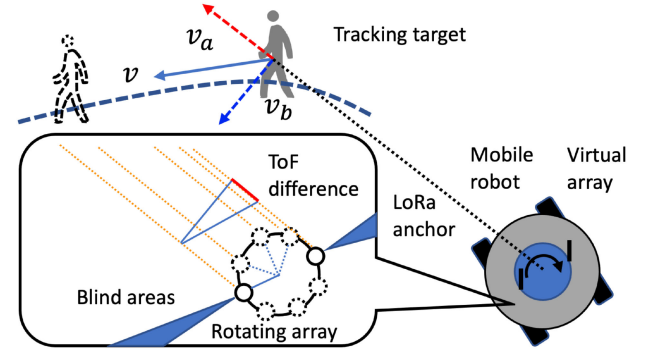 v_a
Tracking target
v
v_b
Mobile
robot
Virtual
array
ToF
difference
LoRa
anchor
Blind areas
Rotating array